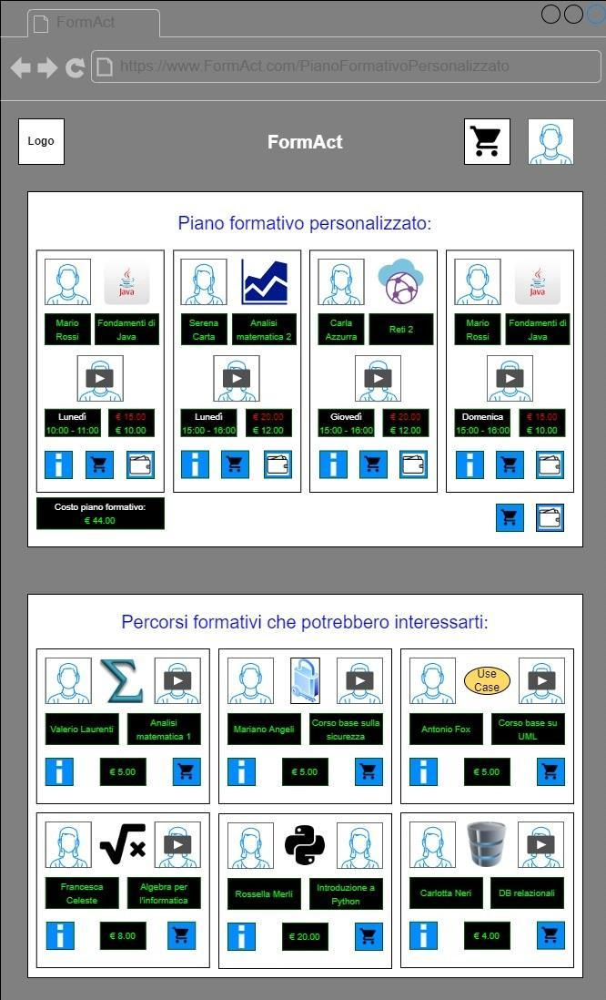 FormAct
https://www.FormAct.com/PianoFormativoPersonalizzato
Logo
FormAct
Piano formativo personalizzato:
Java
Mario
Rossi
Fondamenti di
Java
Lunedì
10:00 - 11:00
€ 15.00
€ 10.00
Serena
Carta
Analisi
matematica 2
Lunedì
15:00 - 16:00
€ 20.00
€ 12.00
Carla
Azzurra
Reti 2
Giovedì
15:00 - 16:00
€ 20.00
€ 12.00
Java
Mario
Rossi
Fondamenti di
Java
Domenica
15:00 - 16:00
€ 15.00
€ 10.00
Costo piano formativo:
€ 44.00
Percorsi formativi che potrebbero interessarti:
Valerio Laurenti
Analisi
matematica 1
€ 5.00
Mariano Angeli
Corso base sulla
sicurezza
€ 5.00
Use
Case
Antonio Fox
Corso base su
UML
€ 5.00
Francesca
Celeste
Algebra per
l'informatica
€ 8.00
Rossella Merli
Introduzione a
Python
€ 20.00
Carlotta Neri
DB relazionali
€ 4.00